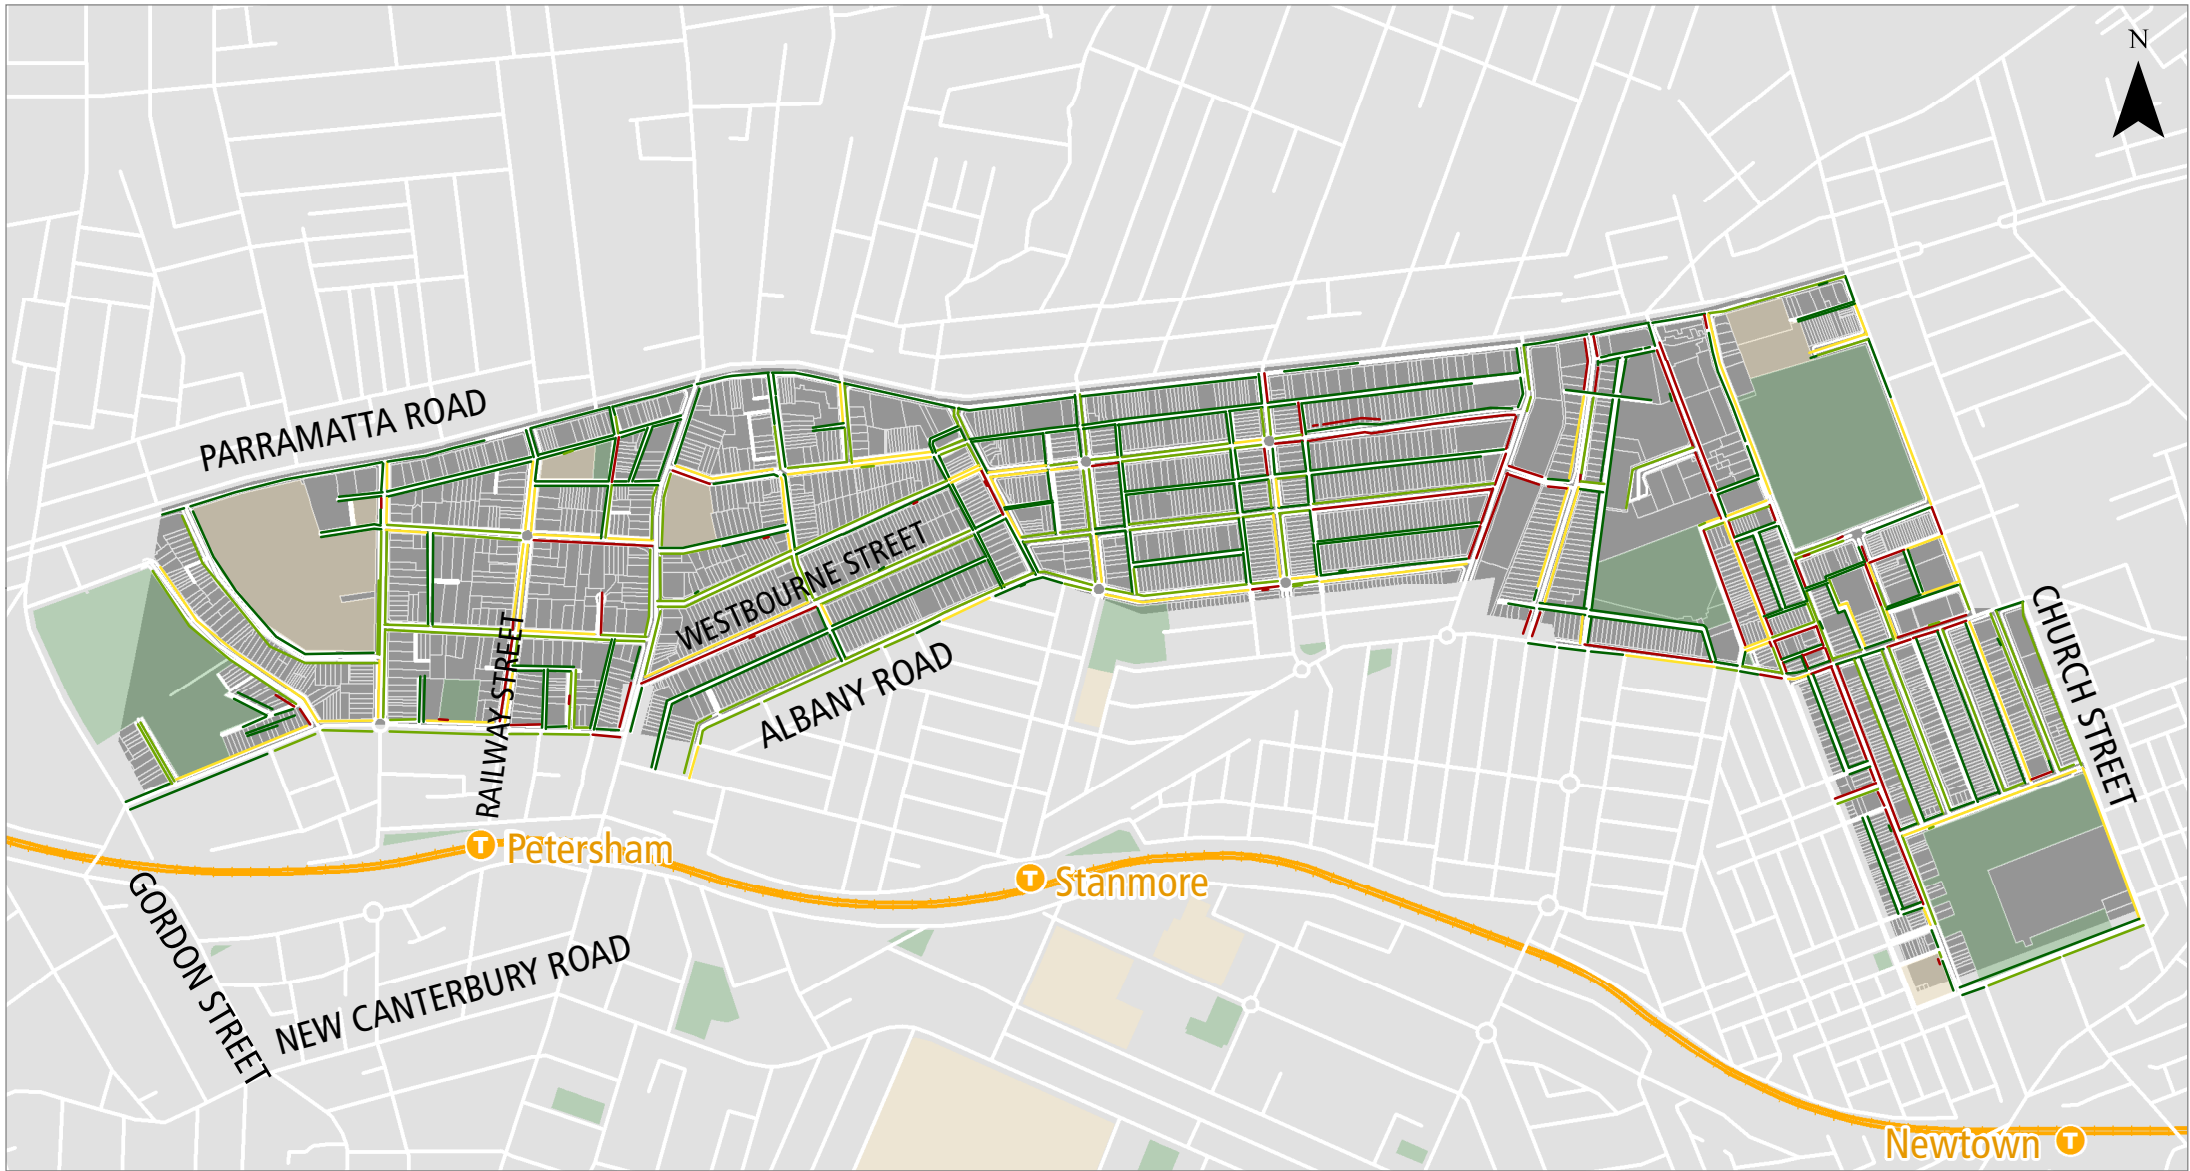 N
PARRAMATTA ROAD
WESTBOURNE STREET
CHURCH STREET
RAILWAY STREET
ALBANY ROAD
T Petersham
T Stanmore
GORDON STREET
NEW CANTERBURY ROAD
Newtown T